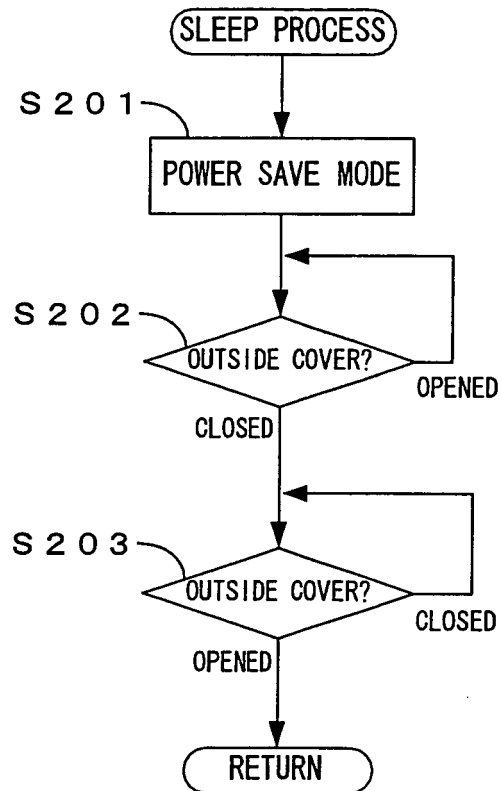 SLEEP PROCESS
S201
POWER SAVE MODE
S202
OUTSIDE COVER?
OPENED
CLOSED
S203
OUTSIDE COVER?
CLOSED
OPENED
RETURN